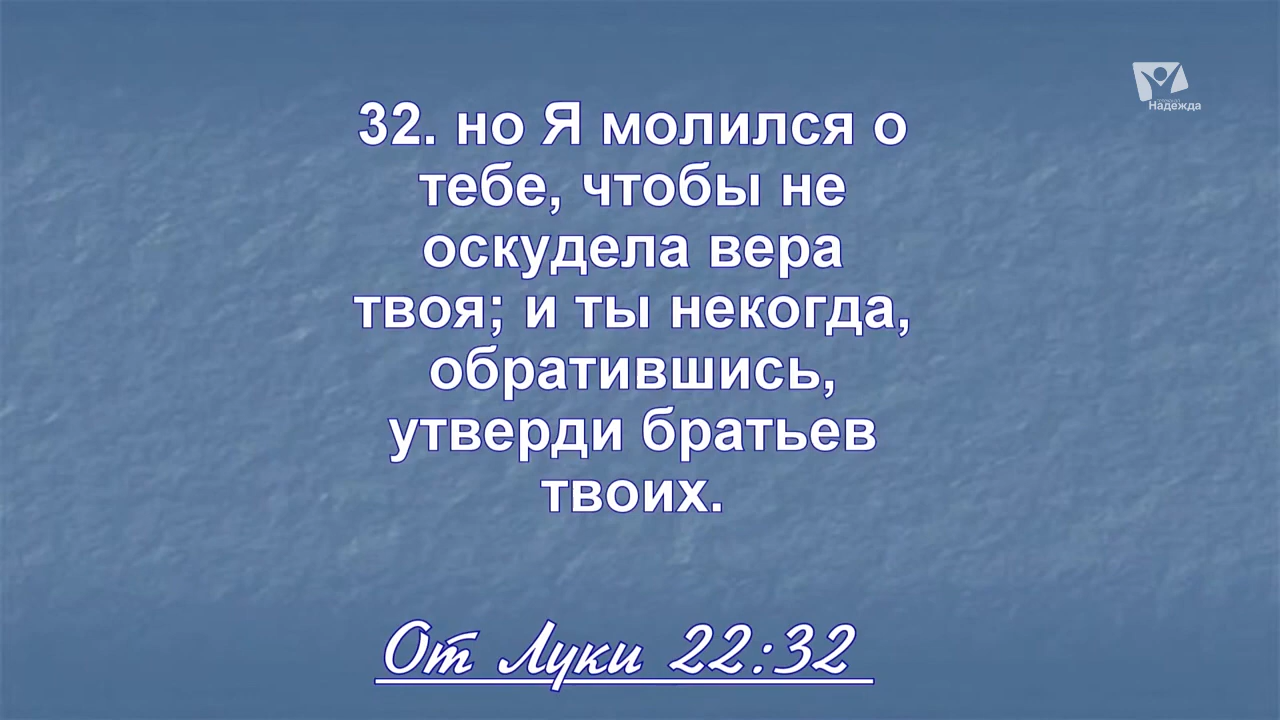 Надежда
32. но Я молился о
тебе, чтобы не
оскудела вера
твоя; и ты некогда,
обратившись,
утверди братьев
твоих.
От Луки 22:32